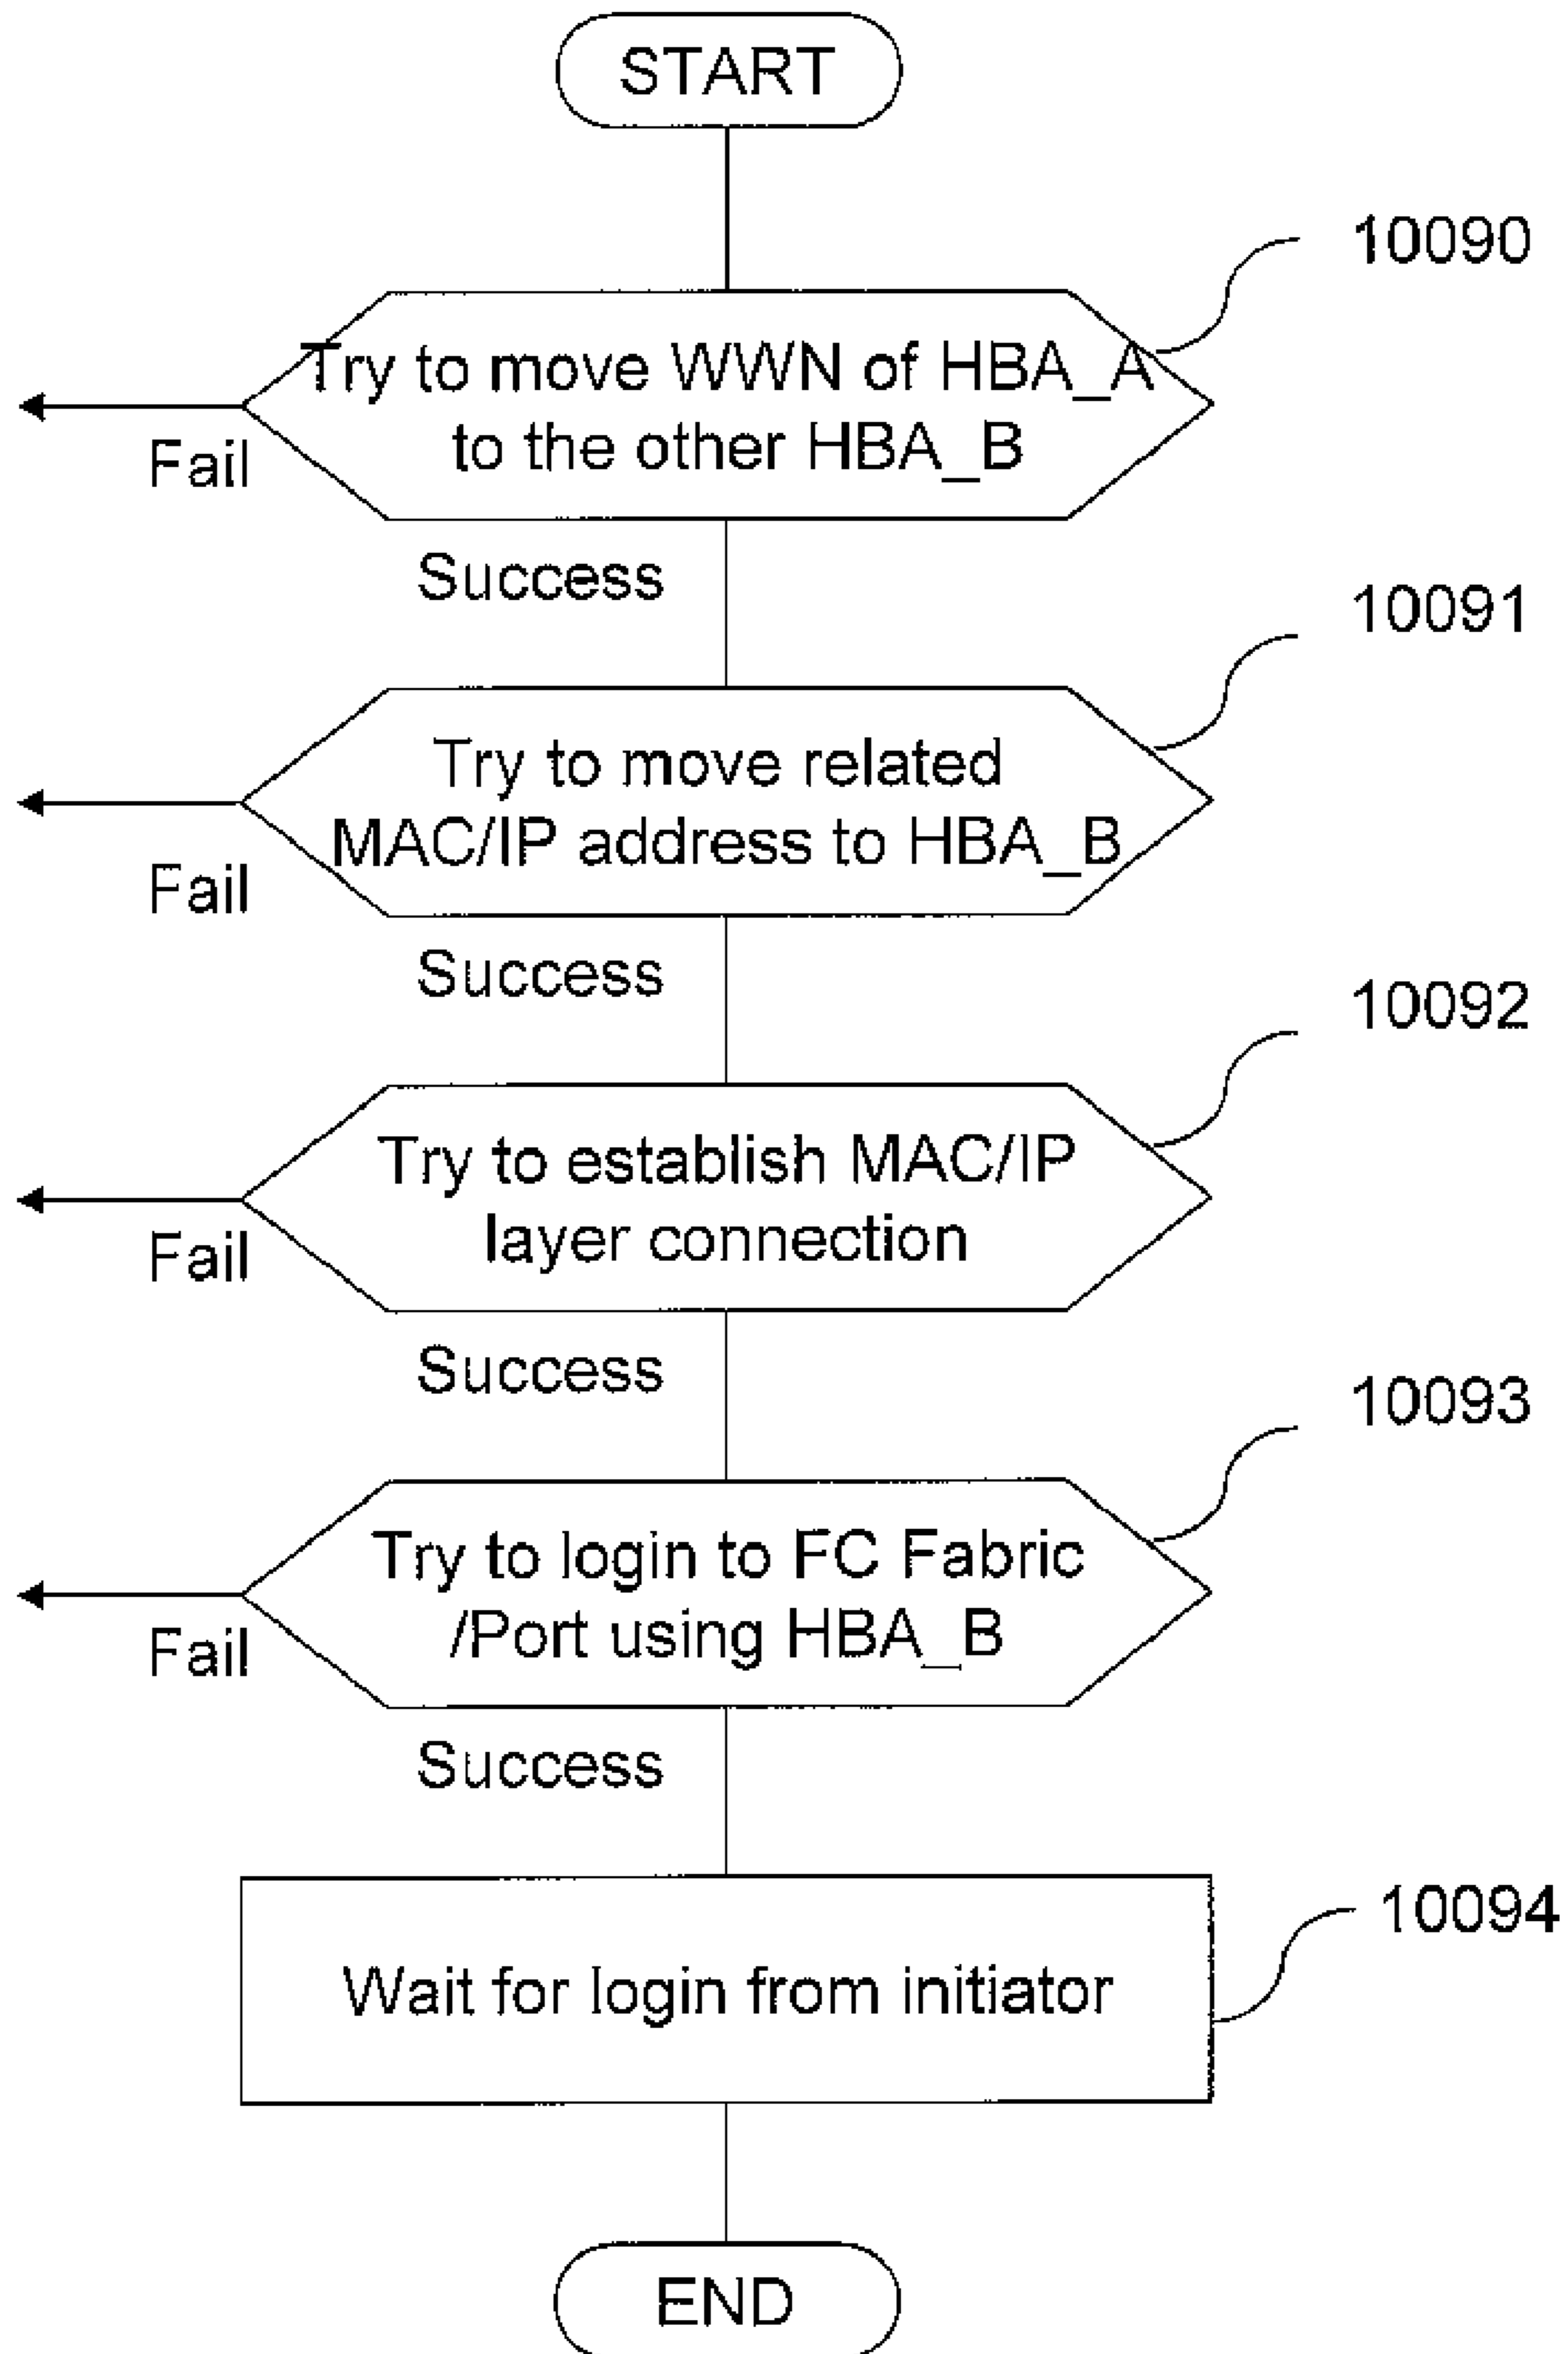 START
10090
Try to move WWN of HBA_A
to the other HBA_B
Fail
Success
10091
Try to move related
MAC/IP address to HBA_B
Fail
Success
10092
Try to establish MAC/IP
layer connection
Fail
Success
10093
Try to login to FC Fabric
/Port using HBA_B
Fail
Success
10094
Wait for login from initiator
END